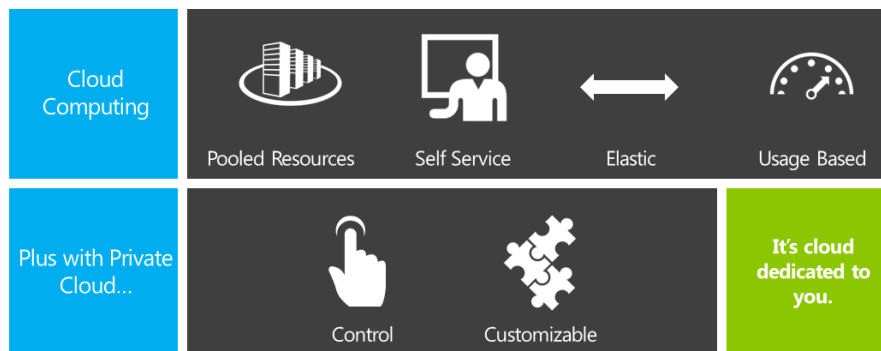 Cloud
Computing
Pooled Resources
Self Service
Elastic
Usage Based
Plus with Private
Cloud...
Control
Customizable
It's cloud
dedicated to
you.